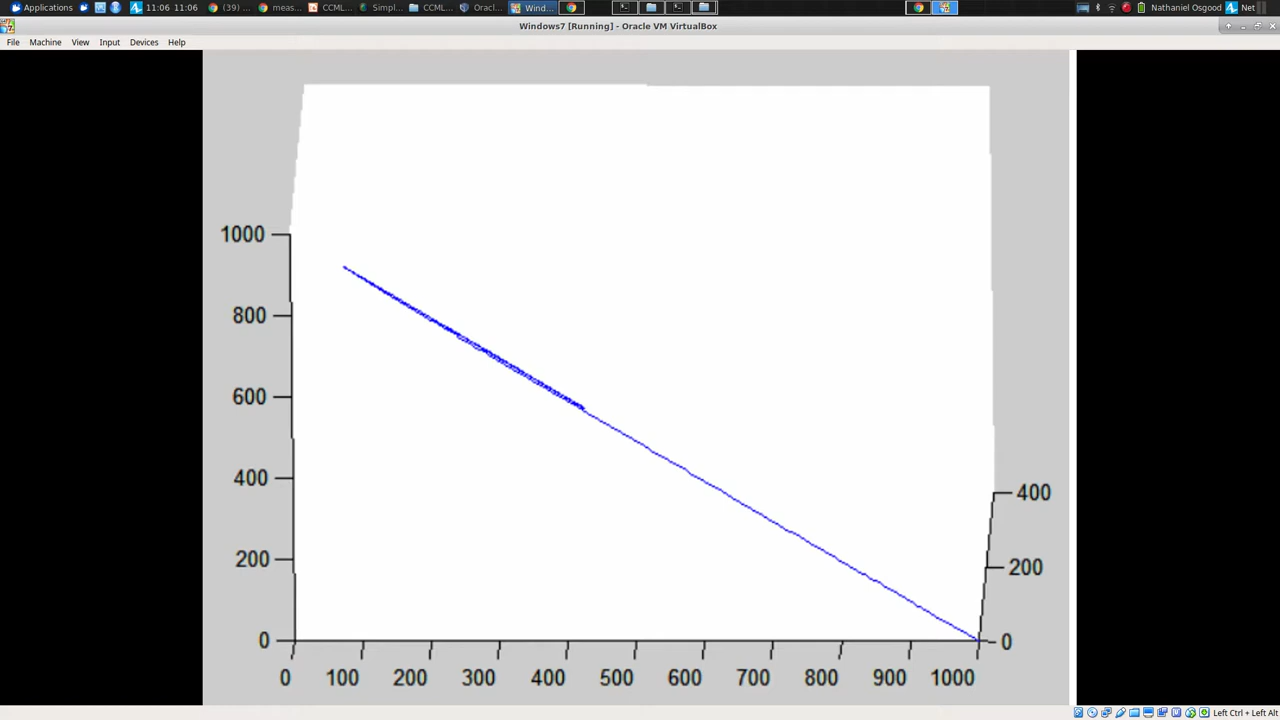 Applications 11:06 11:06 (39) ... meas... CCML... Simpl... CCML... Oracl... Wind... Nathaniel Osgood Net
Windows7 [Running] - Oracle VM VirtualBox
File Machine View Input Devices Help
1000
800
600
400
200
0
400
200
0
0 100 200 300 400 500 600 700 800 900 1000
Left Ctrl + Left Alt